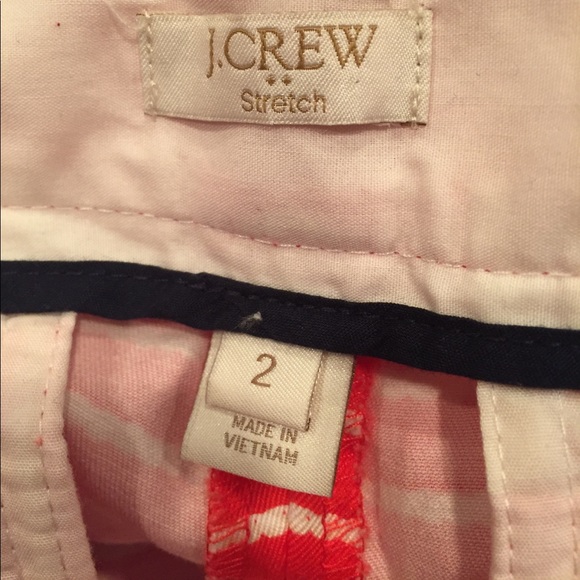 J.CREW
Stretch
2
MADE IN
VIETNAM